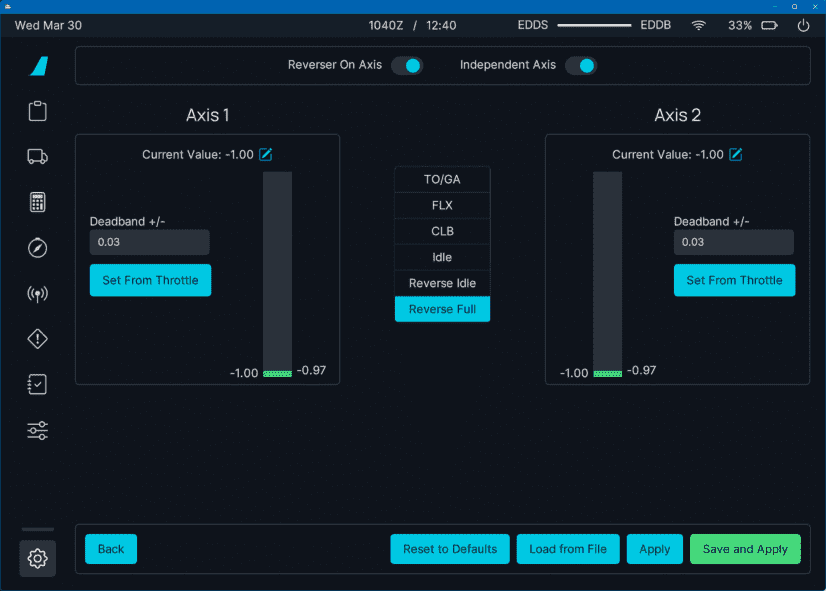 Wed Mar 30
1040Z / 12:40
EDDS EDDB 33%
Reverser On Axis Independent Axis
Axis 1
Current Value: -1.00
Deadband +/-
0.03
Set From Throttle
-1.00 -0.97
TO/GA
FLX
CLB
Idle
Reverse Idle
Reverse Full
Axis 2
Current Value: -1.00
Deadband +/-
0.03
Set From Throttle
-1.00 -0.97
Back Reset to Defaults Load from File Apply Save and Apply